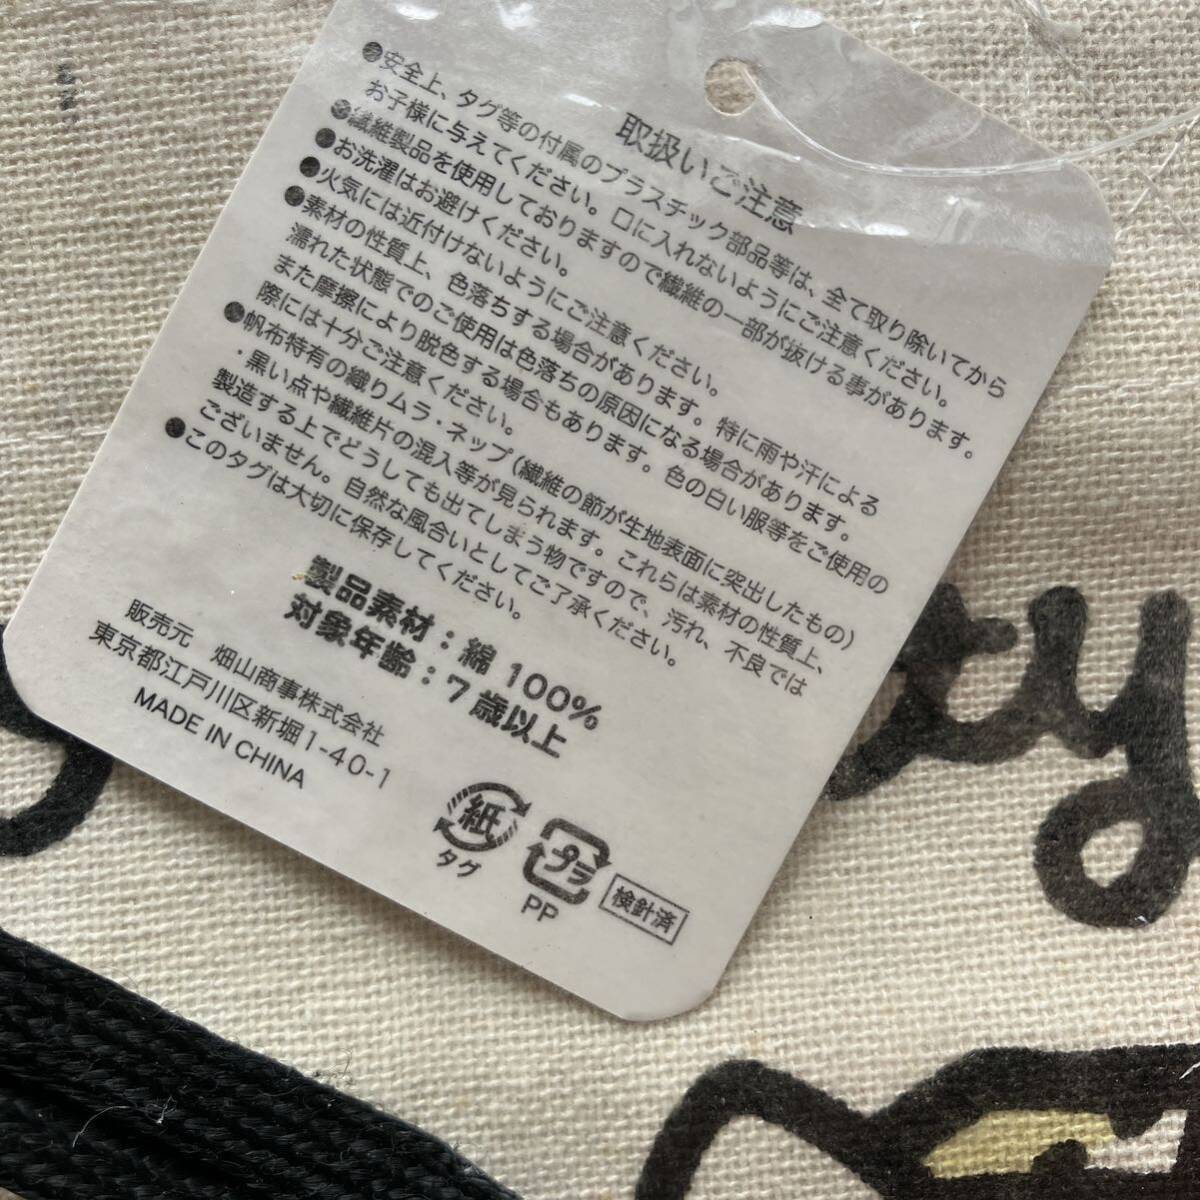 取扱いご注意
●安全上、タグ等の付属のプラスチック部品等は、全て取り除いてから
お子様に与えてください。口に入れないようにご注意ください。
●繊維製品を使用しておりますので繊維の一部が抜ける事があります。
●お洗濯はお避けください。
●火気には近付けないようにご注意ください。
●素材の性質上、色落ちする場合があります。特に雨や汗による
濡れた状態でのご使用は色落ちの原因になる場合があります。
また摩擦により脱色する場合もあります。色の白い服等をご使用の
際には十分ご注意ください。
●帆布特有の織りムラ・ネップ(繊維の節が生地表面に突出したもの)
・黒い点や繊維片の混入等が見られます。これらは素材の性質上、
製造する上でどうしても出てしまう物ですので、汚れ、不良では
ございません。自然な風合いとしてご了承ください。
●このタグは大切に保存してください。
製品素材：綿 100%
対象年齢：7歳以上
販売元 畑山商事株式会社
東京都江戸川区新堀1-40-1
MADE IN CHINA
紙
タグ
プラ
PP
検針済
ty